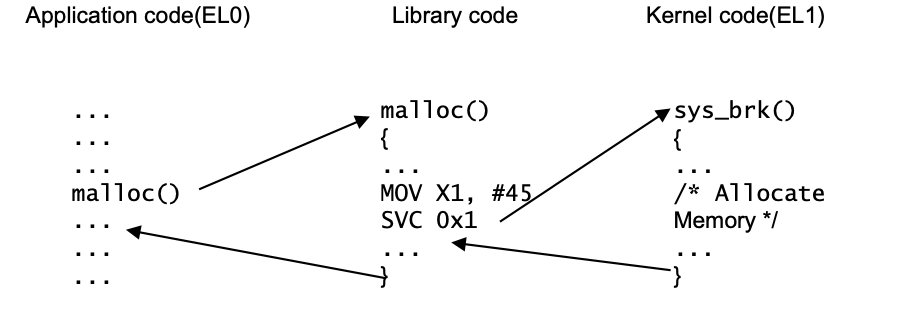 Application code(EL0)
Library code
Kernel code(EL1)
...
...
...
malloc()
...
...
...
malloc()
{
...
MOV X1, #45
SVC 0x1
...
}
sys_brk()
{
...
/* Allocate
Memory */
...
}